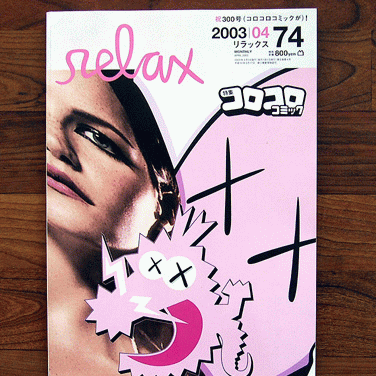 祝300号(コロコロコミックが)!
2003|04 74
リラックス
MONTHLY
relax
800yen
特集
コロコロ
コミック